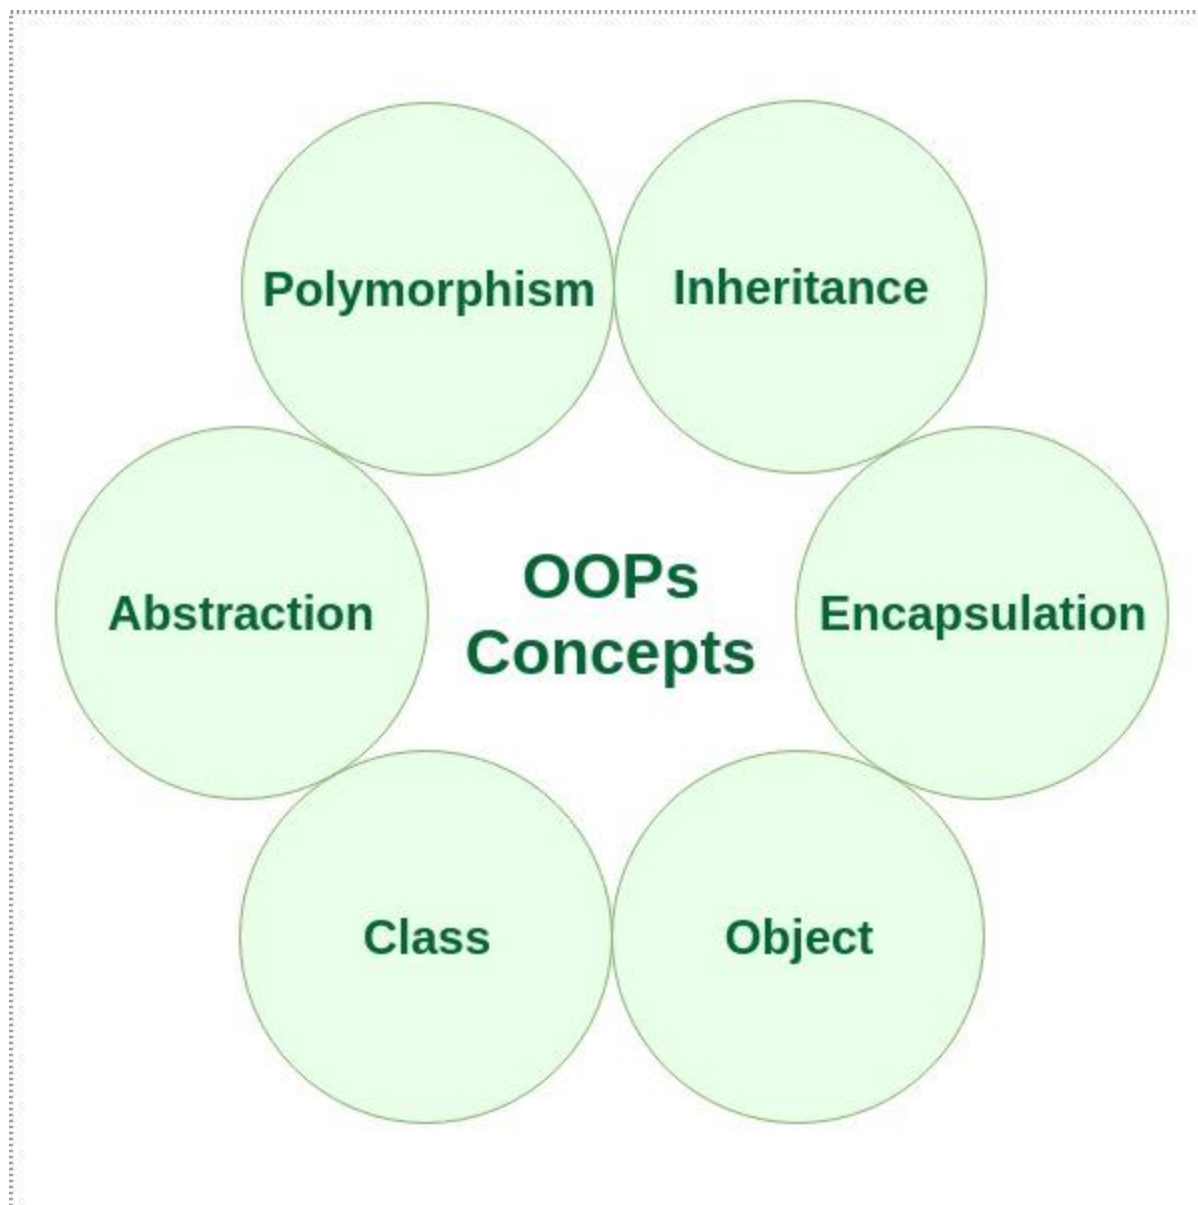 Polymorphism
Inheritance
Abstraction
OOPs
Concepts
Encapsulation
Class
Object